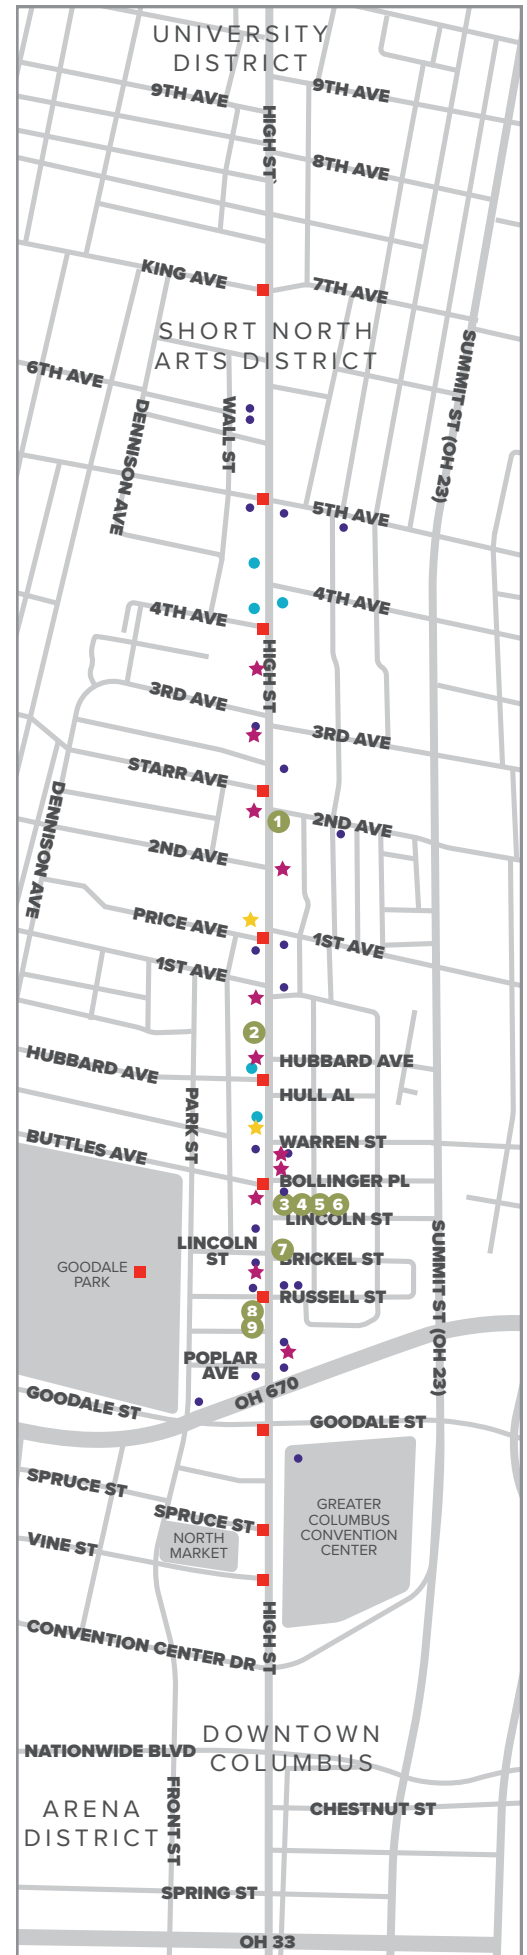 UNIVERSITY
DISTRICT
9TH AVE
9TH AVE
HIGH ST`
8TH AVE
KING AVE
7TH AVE
SHORT NORTH
ARTS DISTRICT
SUMMIT ST (OH 23)
6TH AVE
WALL ST
DENNISON AVE
5TH AVE
4TH AVE
4TH AVE
HIGH ST
3RD AVE
3RD AVE
STARR AVE
DENNISON AVE
1
2ND AVE
2ND AVE
PRICE AVE
1ST AVE
1ST AVE
2
HUBBARD AVE
HUBBARD AVE
HULL AL
PARK ST
WARREN ST
BUTTLES AVE
BOLLINGER PL
3 4 5 6
LINCOLN ST
SUMMIT ST (OH 23)
LINCOLN
ST
7
BRICKEL ST
GOODALE
PARK
RUSSELL ST
8
9
POPLAR
AVE
OH 670
GOODALE ST
GOODALE ST
SPRUCE ST
SPRUCE ST
GREATER
COLUMBUS
CONVENTION
CENTER
NORTH
MARKET
VINE ST
HIGH ST
CONVENTION CENTER DR
DOWNTOWN
COLUMBUS
NATIONWIDE BLVD
FRONT ST
ARENA
DISTRICT
CHESTNUT ST
SPRING ST
OH 33